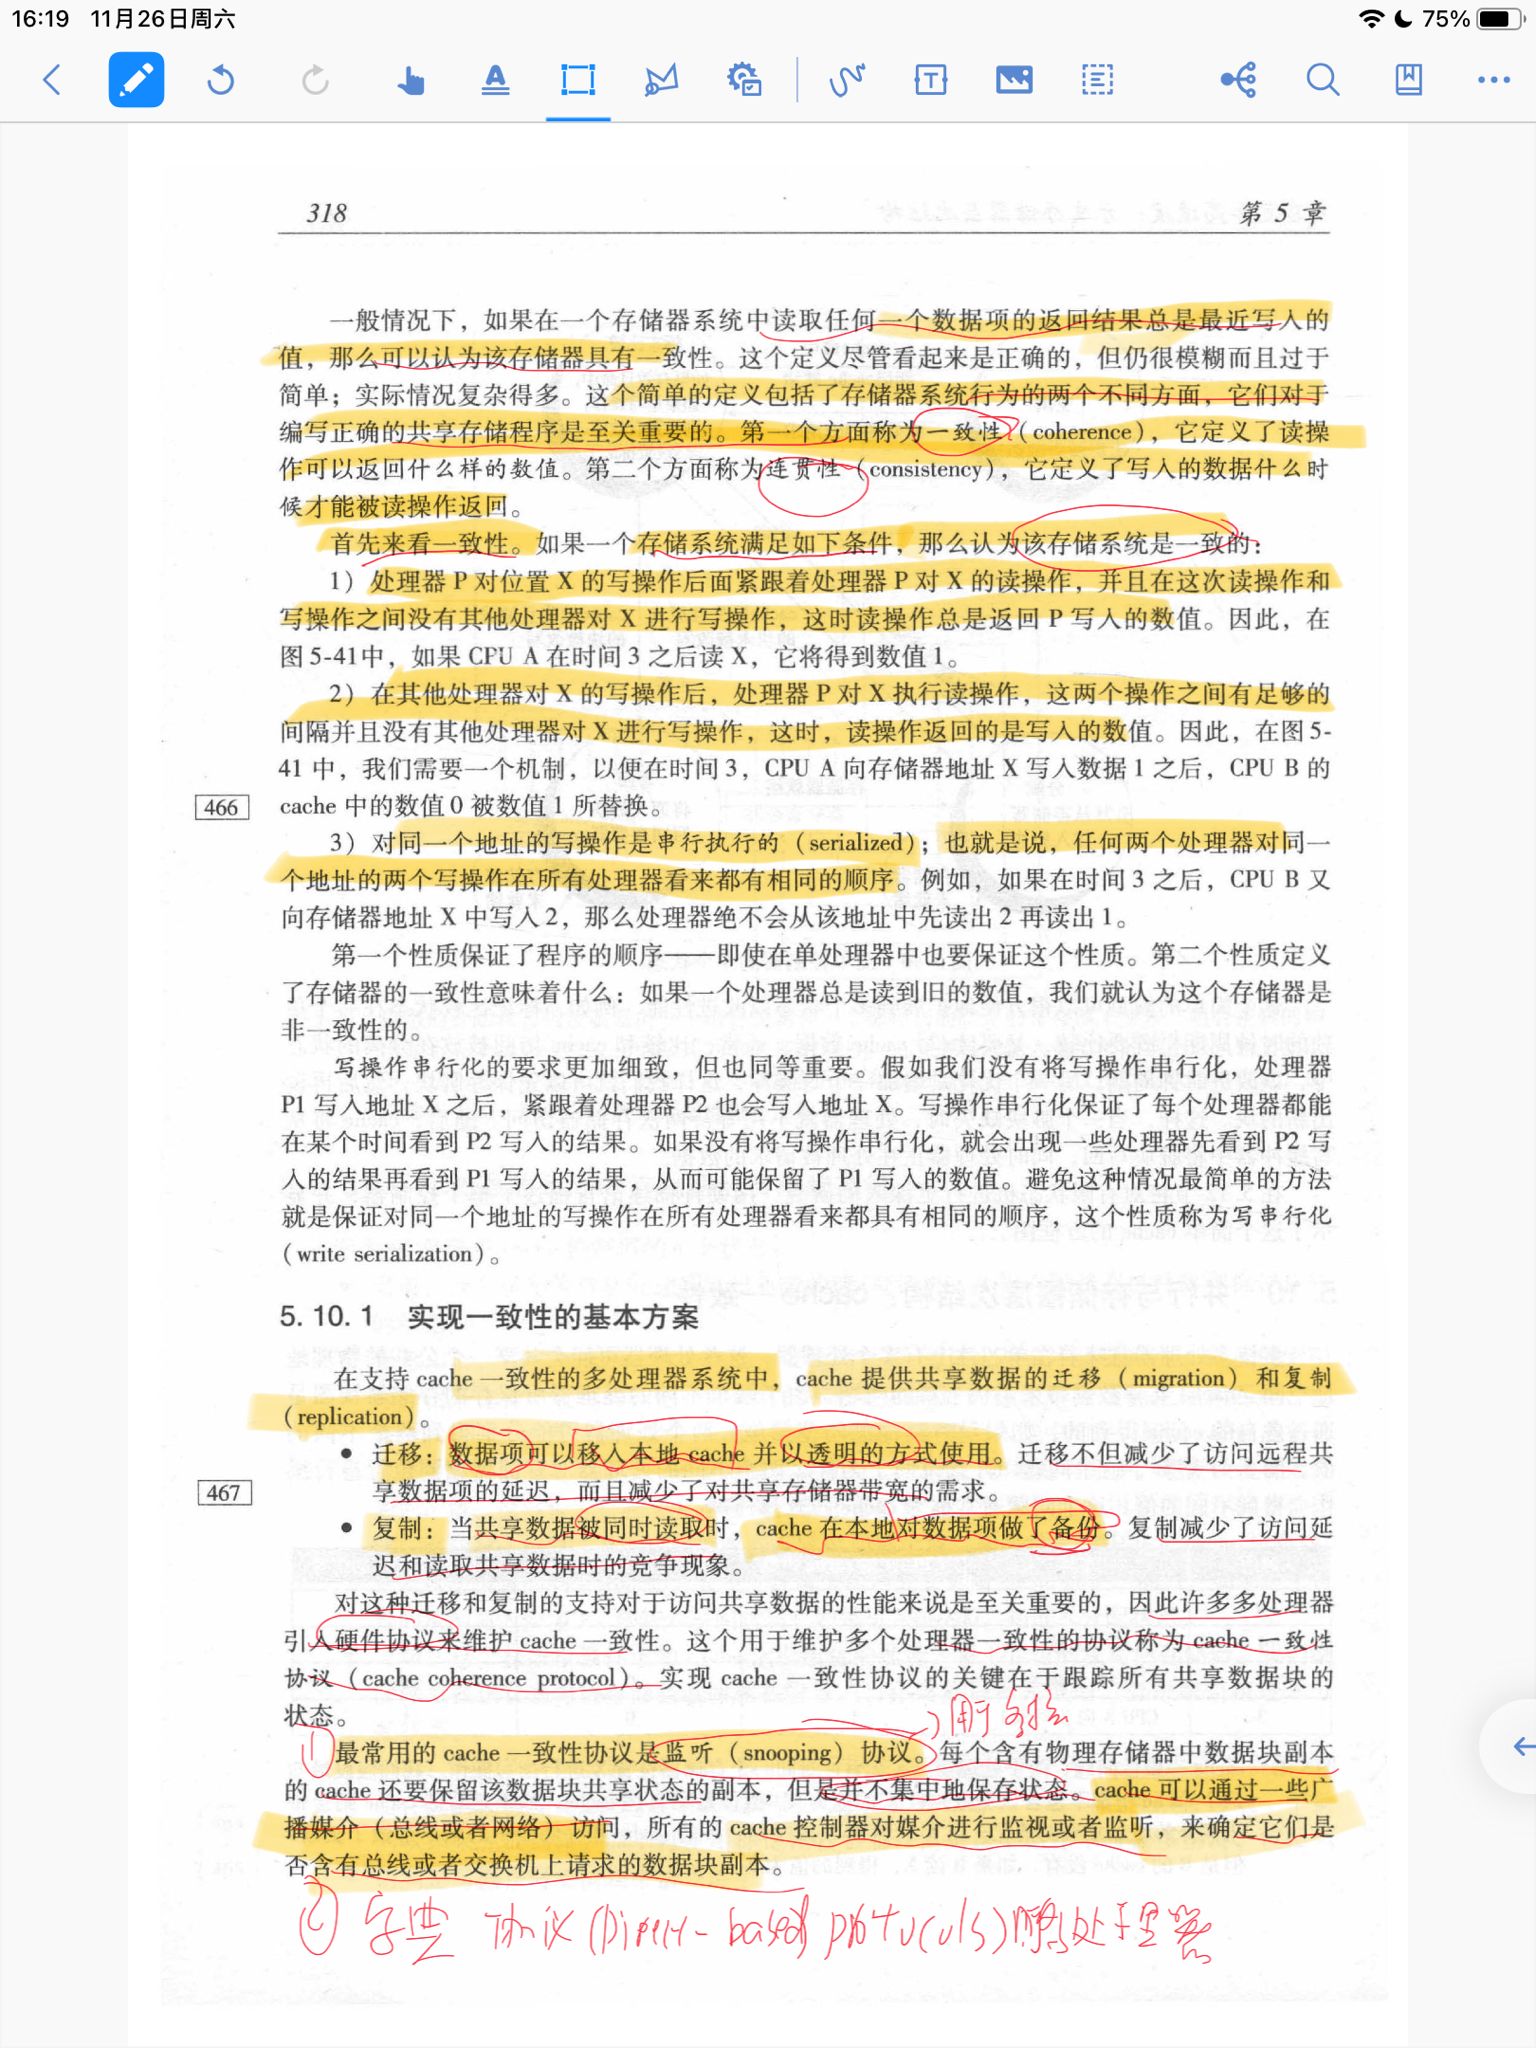 16:19 11月26日周六
75%
318
第 5 章
一般情况下，如果在一个存储器系统中读取任何一个数据项的返回结果总是最近写入的
值，那么可以认为该存储器具有一致性。这个定义尽管看起来是正确的，但仍很模糊而且过于
简单；实际情况复杂得多。这个简单的定义包括了存储器系统行为的两个不同方面，它们对于
编写正确的共享存储程序是至关重要的。第一个方面称为一致性（coherence），它定义了读操
作可以返回什么样的数值。第二个方面称为连贯性（consistency），它定义了写入的数据什么时
候才能被读操作返回。
首先来看一致性。如果一个存储系统满足如下条件，那么认为该存储系统是一致的：
1）处理器 P 对位置 X 的写操作后面紧跟着处理器 P 对 X 的读操作，并且在这次读操作和
写操作之间没有其他处理器对 X 进行写操作，这时读操作总是返回 P 写入的数值。因此，在
图 5-41中，如果 CPU A 在时间 3 之后读 X，它将得到数值 1。
2）在其他处理器对 X 的写操作后，处理器 P 对 X 执行读操作，这两个操作之间有足够的
间隔并且没有其他处理器对 X 进行写操作，这时，读操作返回的是写入的数值。因此，在图 5-
41 中，我们需要一个机制，以便在时间 3，CPU A 向存储器地址 X 写入数据 1 之后，CPU B 的
466
cache 中的数值 0 被数值 1 所替换。
3）对同一个地址的写操作是串行执行的（serialized）；也就是说，任何两个处理器对同一
个地址的两个写操作在所有处理器看来都有相同的顺序。例如，如果在时间 3 之后，CPU B 又
向存储器地址 X 中写入 2，那么处理器绝不会从该地址中先读出 2 再读出 1。
第一个性质保证了程序的顺序——即使在单处理器中也要保证这个性质。第二个性质定义
了存储器的一致性意味着什么：如果一个处理器总是读到旧的数值，我们就认为这个存储器是
非一致性的。
写操作串行化的要求更加细致，但也同等重要。假如我们没有将写操作串行化，处理器
P1 写入地址 X 之后，紧跟着处理器 P2 也会写入地址 X。写操作串行化保证了每个处理器都能
在某个时间看到 P2 写入的结果。如果没有将写操作串行化，就会出现一些处理器先看到 P2 写
入的结果再看到 P1 写入的结果，从而可能保留了 P1 写入的数值。避免这种情况最简单的方法
就是保证对同一个地址的写操作在所有处理器看来都具有相同的顺序，这个性质称为写串行化
（write serialization）。
5.10.1 实现一致性的基本方案
在支持 cache 一致性的多处理器系统中，cache 提供共享数据的迁移（migration）和复制
（replication）。
• 迁移：数据项可以移入本地 cache 并以透明的方式使用。迁移不但减少了访问远程共
467
享数据项的延迟，而且减少了对共享存储器带宽的需求。
• 复制：当共享数据被同时读取时，cache 在本地对数据项做了备份。复制减少了访问延
迟和读取共享数据时的竞争现象。
对这种迁移和复制的支持对于访问共享数据的性能来说是至关重要的，因此许多多处理器
引入硬件协议来维护 cache 一致性。这个用于维护多个处理器一致性的协议称为 cache 一致性
协议（cache coherence protocol）。实现 cache 一致性协议的关键在于跟踪所有共享数据块的
状态。
用于
① 最常用的 cache 一致性协议是监听（snooping）协议。每个含有物理存储器中数据块副本
的 cache 还要保留该数据块共享状态的副本，但是并不集中地保存状态。cache 可以通过一些广
播媒介（总线或者网络）访问，所有的 cache 控制器对媒介进行监视或者监听，来确定它们是
否含有总线或者交换机上请求的数据块副本。
② 字典 协议 处理器